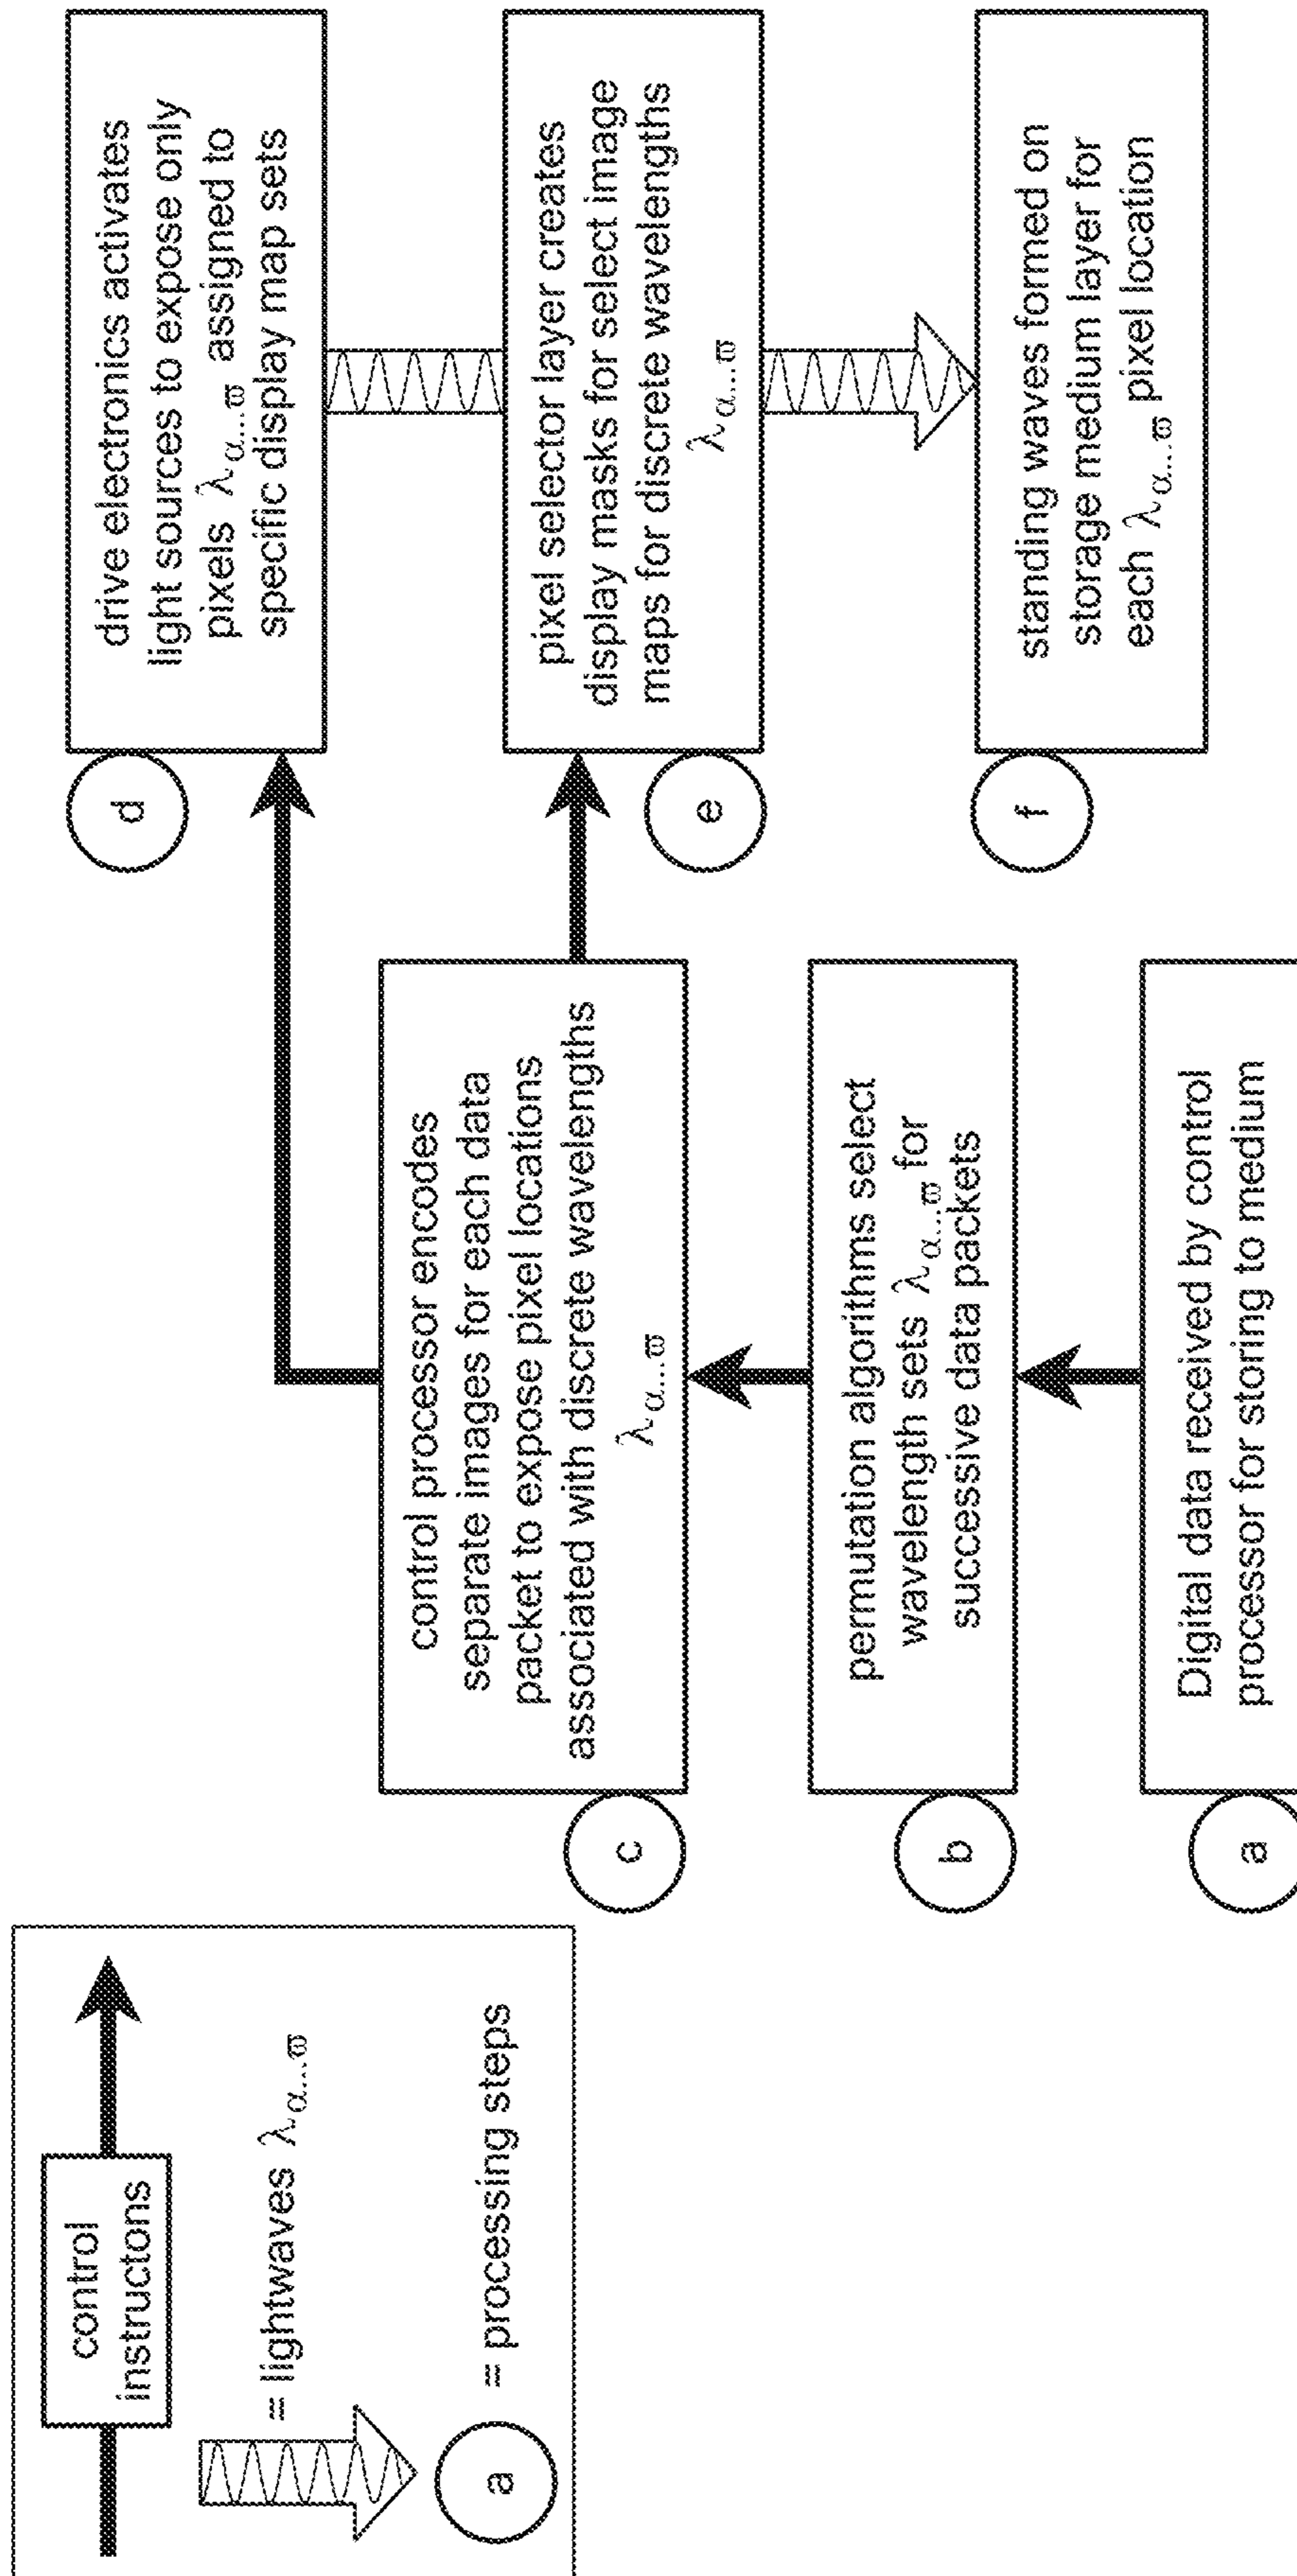 control
instructons
= lightwaves λα...ϖ
a
= processing steps
a
Digital data received by control
processor for storing to medium
b
permutation algorithms select
wavelength sets λα...ϖ for
successive data packets
c
control processor encodes
separate images for each data
packet to expose pixel locations
associated with discrete wavelengths
λα...ϖ
d
drive electronics activates
light sources to expose only
pixels λα...ϖ assigned to
specific display map sets
e
pixel selector layer creates
display masks for select image
maps for discrete wavelengths
λα...ϖ
f
standing waves formed on
storage medium layer for
each λα...ϖ pixel location